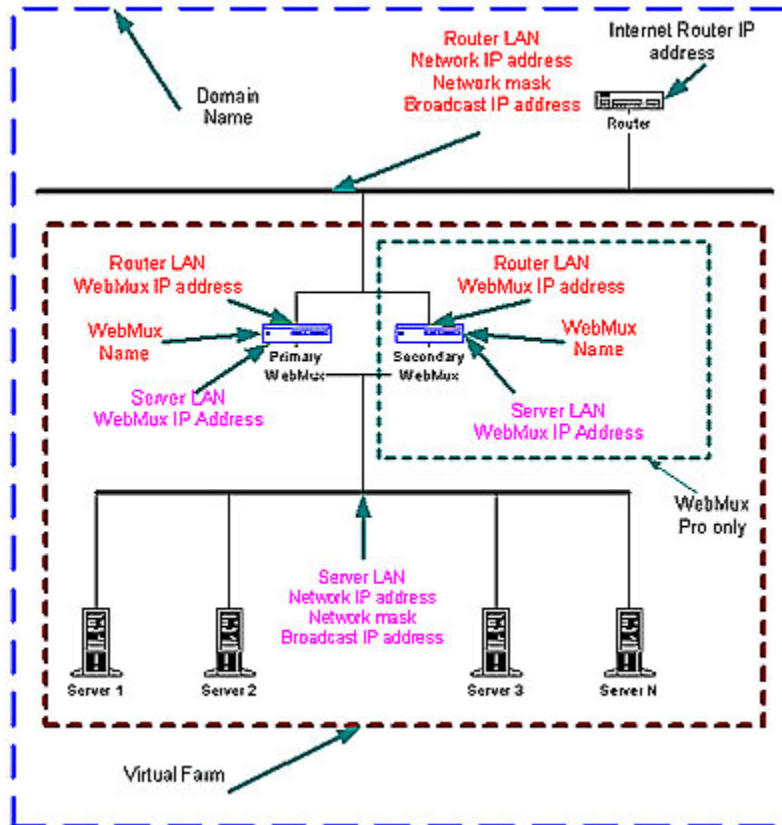 Router LAN
Network IP address
Network mask
Broadcast IP address
Internet Router IP
address
Domain
Name
Router
Router LAN
WebMux IP address
Router LAN
WebMux IP address
WebMux
Name
WebMux
Name
Primary
WebMux
Secondary
WebMux
Server LAN
WebMux IP Address
Server LAN
WebMux IP Address
WebMux
Pro only
Server LAN
Network IP address
Network mask
Broadcast IP address
Server 1
Server 2
Server 3
Server N
Virtual Farm